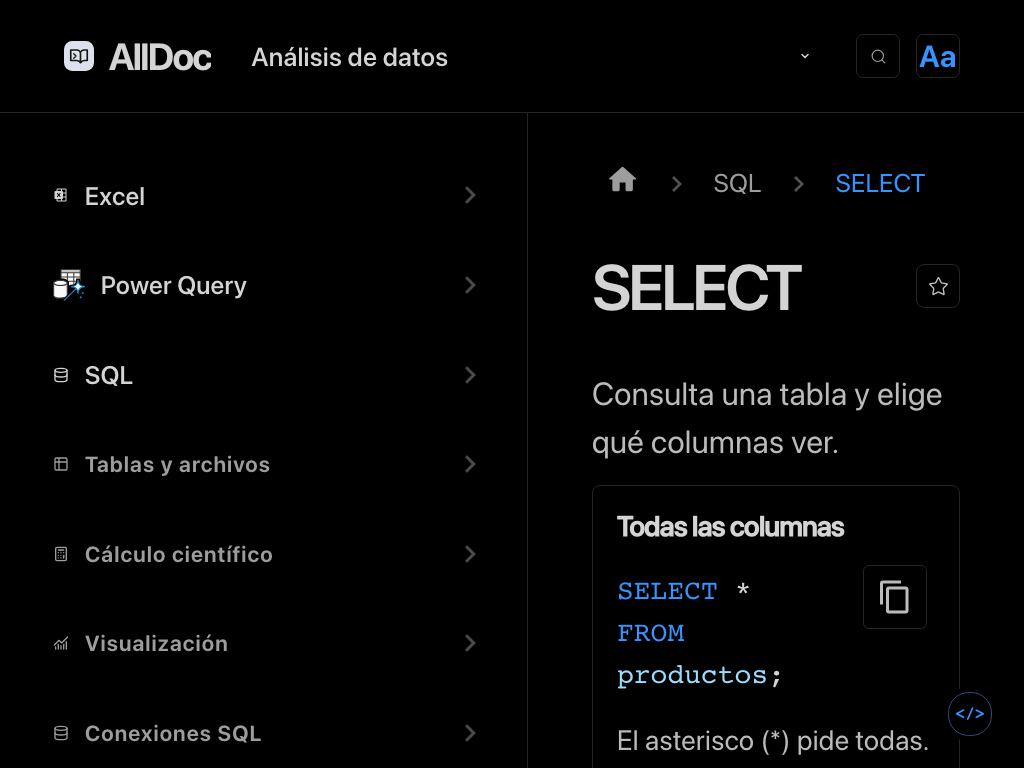 AllDoc
Análisis de datos
Aa
Excel
Power Query
SQL
Tablas y archivos
Cálculo científico
Visualización
Conexiones SQL
SQL
SELECT
SELECT
Consulta una tabla y elige
qué columnas ver.
Todas las columnas
SELECT *
FROM
productos;
El asterisco (*) pide todas.
</>